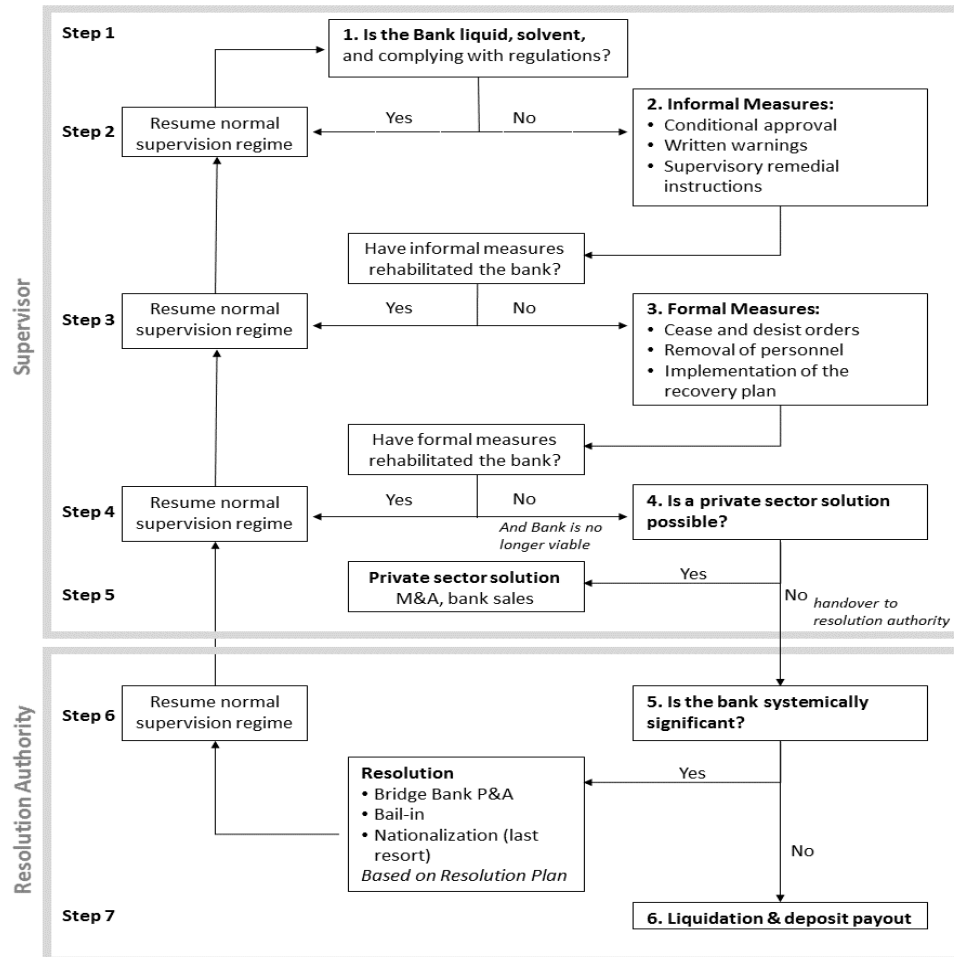 Step 1
1. Is the Bank liquid, solvent,
and complying with regulations?
Yes
No
Step 2
Resume normal
supervision regime
2. Informal Measures:
• Conditional approval
• Written warnings
• Supervisory remedial
instructions
Have informal measures
rehabilitated the bank?
Yes
No
Step 3
Resume normal
supervision regime
3. Formal Measures:
• Cease and desist orders
• Removal of personnel
• Implementation of the
recovery plan
Have formal measures
rehabilitated the bank?
Yes
No
Step 4
Resume normal
supervision regime
And Bank is no
longer viable
4. Is a private sector solution
possible?
Yes
Step 5
Private sector solution
M&A, bank sales
No
handover to
resolution authority
Supervisor
Step 6
Resume normal
supervision regime
5. Is the bank systemically
significant?
Yes
Resolution
• Bridge Bank P&A
• Bail-in
• Nationalization (last
resort)
Based on Resolution Plan
No
Step 7
6. Liquidation & deposit payout
Resolution Authority